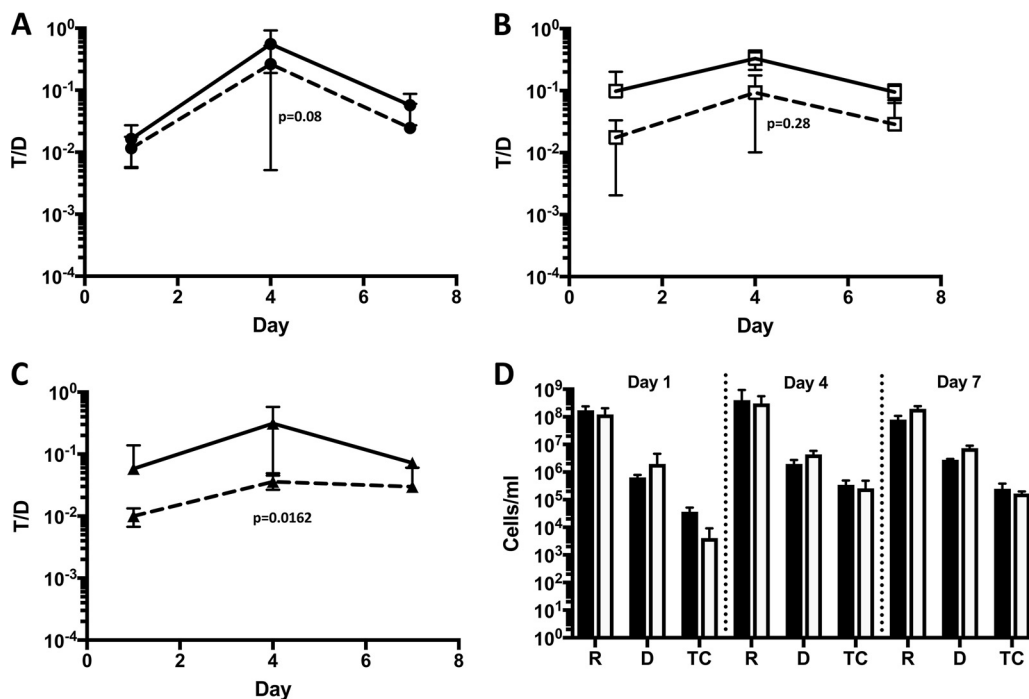 A
10⁰
10⁻¹
10⁻²
10⁻³
10⁻⁴
T/D
p=0.08
0 2 4 6 8
Day
B
10⁰
10⁻¹
10⁻²
10⁻³
10⁻⁴
T/D
p=0.28
0 2 4 6 8
Day
C
10⁰
10⁻¹
10⁻²
10⁻³
10⁻⁴
T/D
p=0.0162
0 2 4 6 8
Day
D
Day 1 Day 4 Day 7
10⁹
10⁸
10⁷
10⁶
10⁵
10⁴
10³
10²
10¹
10⁰
Cells/ml
R D TC R D TC R D TC